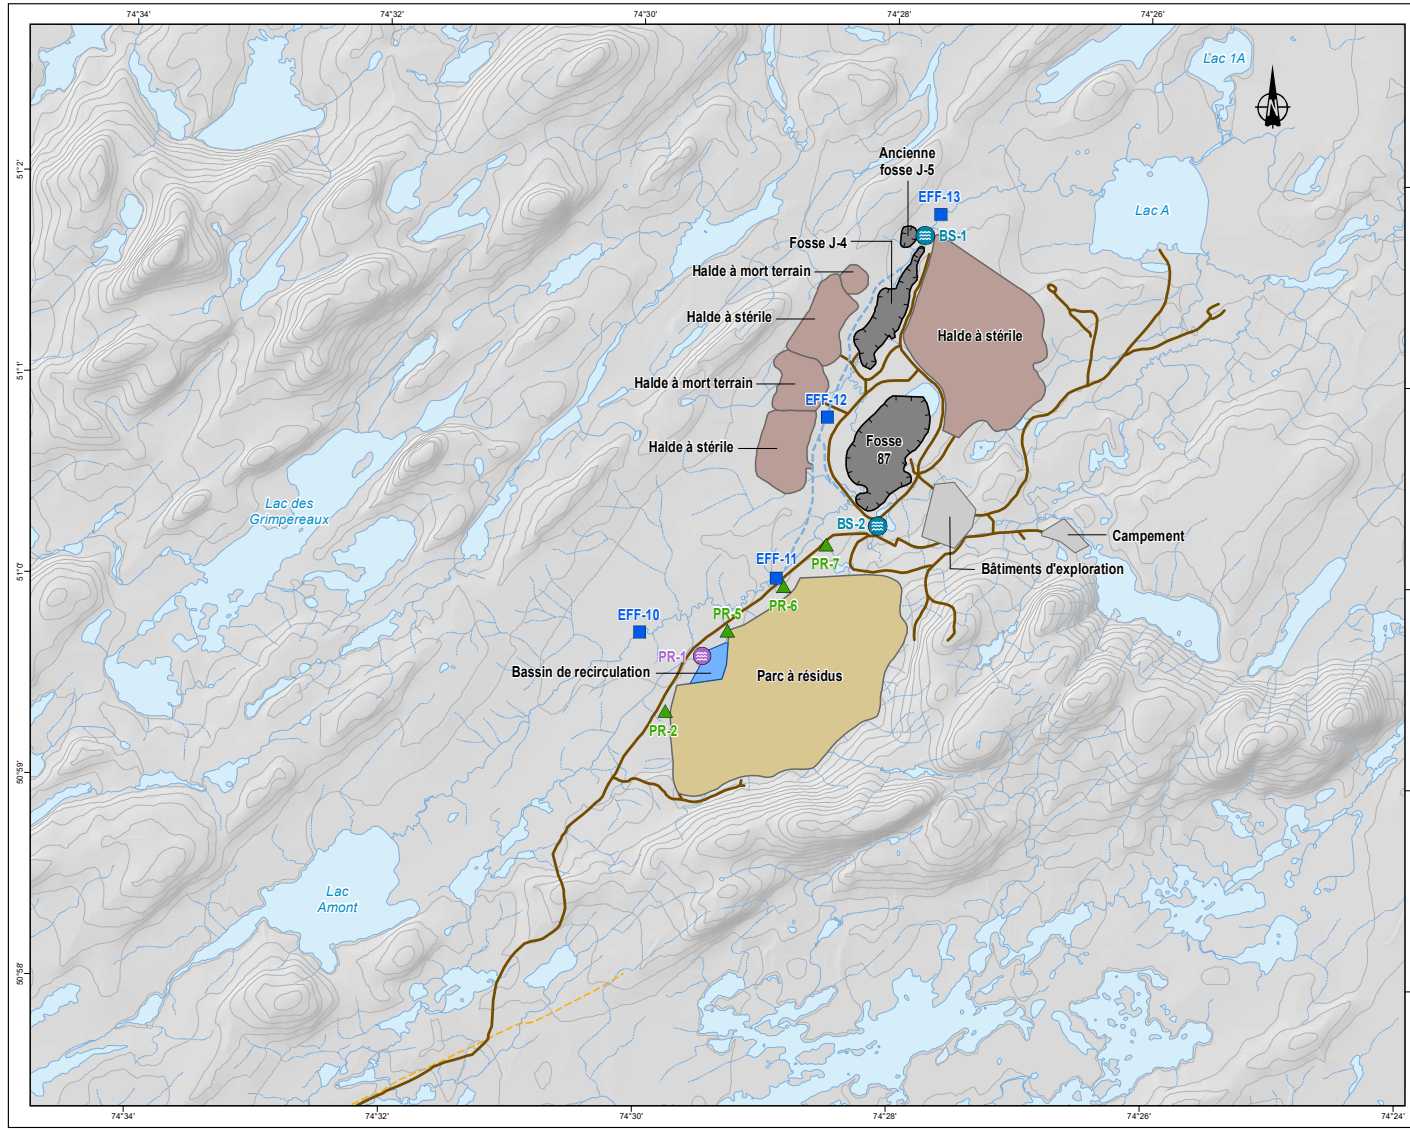 74°34'
74°32'
74°30'
74°28'
74°26'
Lac 1A
N
51°2'
Ancienne
fosse J-5
EFF-13
Lac A
BS-1
Fosse J-4
Halde à mort terrain
Halde à stérile
Halde à stérile
51°1'
Halde à mort terrain
EFF-12
Fosse
87
Halde à stérile
Lac des
Grimpereaux
BS-2
Campement
PR-7
EFF-11
Bâtiments d'exploration
51°0'
PR-6
EFF-10
PR-5
PR-1
Bassin de recirculation
Parc à résidus
PR-2
50°59'
Lac
Amont
50°58'
74°34'
74°32'
74°30'
74°28'
74°26'
74°24'